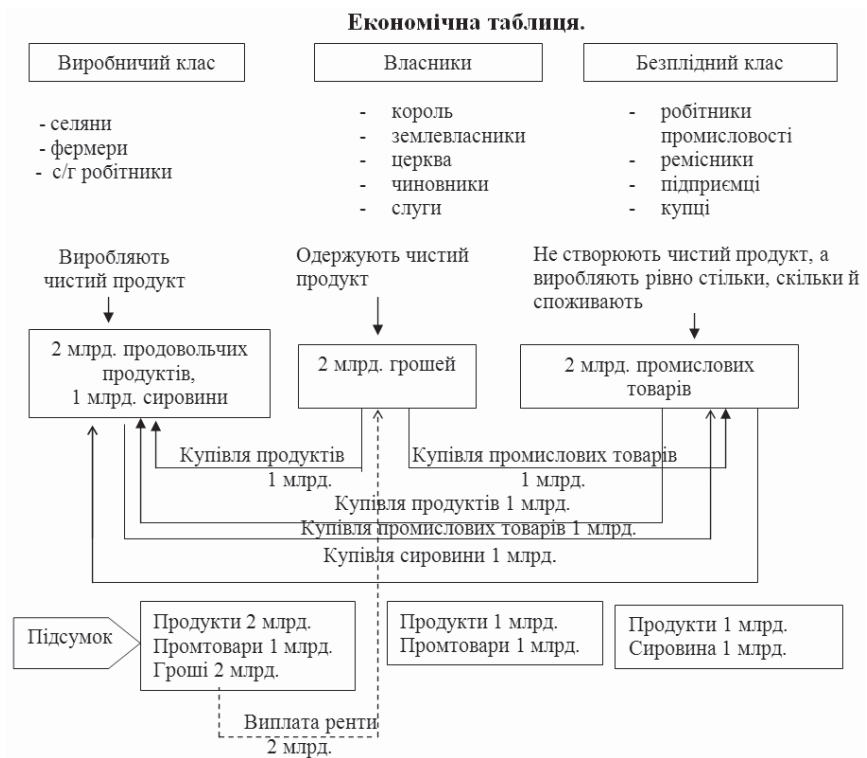 Економічна таблиця.
Виробничий клас
Власники
Безплідний клас
- селяни
- фермери
- с/г робітники
- король
- землевласники
- церква
- чиновники
- слуги
- робітники
промисловості
- ремісники
- підприємці
- купці
Виробляють
чистий продукт
Одержують чистий
продукт
Не створюють чистий продукт, а
виробляють рівно стільки, скільки й
споживають
2 млрд. продовольчих
продуктів,
1 млрд. сировини
2 млрд. грошей
2 млрд. промислових
товарів
Купівля продуктів
1 млрд.
Купівля промислових товарів
1 млрд.
Купівля продуктів 1 млрд.
Купівля промислових товарів 1 млрд.
Купівля сировини 1 млрд.
Підсумок
Продукти 2 млрд.
Промтовари 1 млрд.
Гроші 2 млрд.
Продукти 1 млрд.
Промтовари 1 млрд.
Продукти 1 млрд.
Сировина 1 млрд.
Виплата ренти
2 млрд.